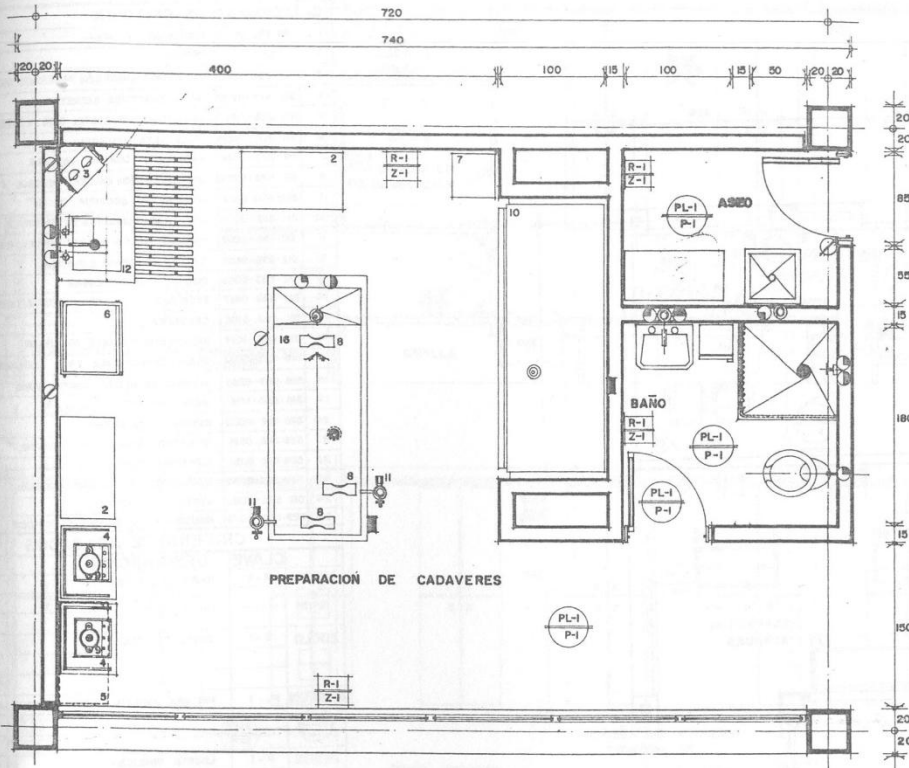 720
740
20 20 400 100 15 100 15 50 20 20
20
20
85
55
15
180
15
150
20
20
3
2
R-1
Z-1
7
10
R-1
Z-1
PL-1
P-1
ASEO
12
6
16
8
BAÑO
R-1
Z-1
PL-1
P-1
PL-1
P-1
2
8
11
11
8
4
PREPARACION DE CADAVERES
PL-1
P-1
4
5
R-1
Z-1